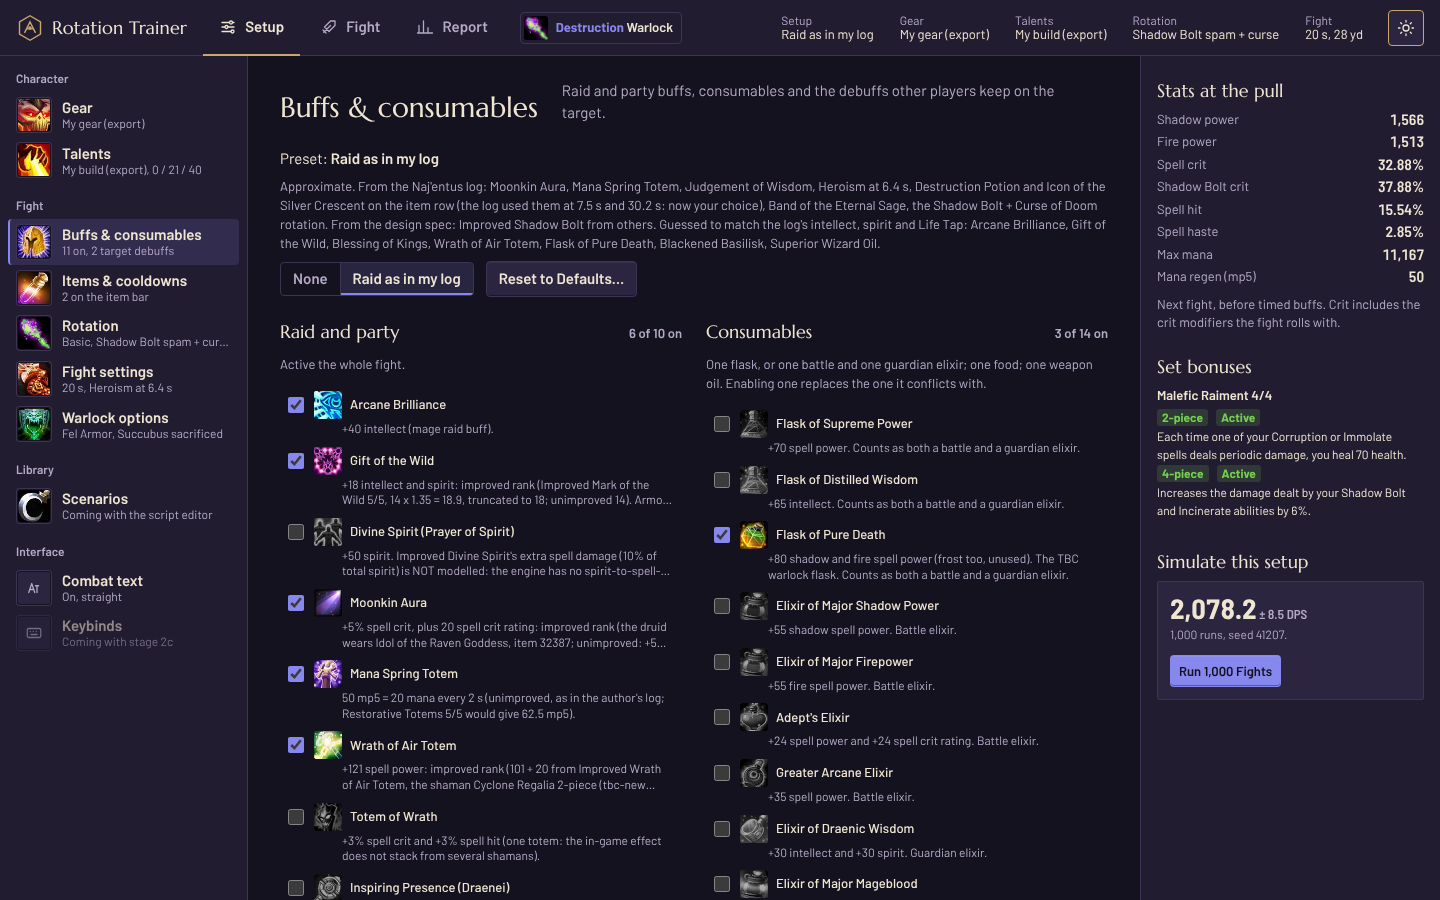 Rotation Trainer
Setup
Fight
Report
Destruction Warlock
Setup
Raid as in my log
Gear
My gear (export)
Talents
My build (export)
Rotation
Shadow Bolt spam + curse
Fight
20 s, 28 yd
Character
Gear
My gear (export)
Talents
My build (export), 0 / 21 / 40
Fight
Buffs & consumables
11 on, 2 target debuffs
Items & cooldowns
2 on the item bar
Rotation
Basic, Shadow Bolt spam + cur...
Fight settings
20 s, Heroism at 6.4 s
Warlock options
Fel Armor, Succubus sacrificed
Library
Scenarios
Coming with the script editor
Interface
Combat text
On, straight
Keybinds
Coming with stage 2c
Buffs & consumables
Raid and party buffs, consumables and the debuffs other players keep on the
target.
Preset: Raid as in my log
Approximate. From the Naj'entus log: Moonkin Aura, Mana Spring Totem, Judgement of Wisdom, Heroism at 6.4 s, Destruction Potion and Icon of the
Silver Crescent on the item row (the log used them at 7.5 s and 30.2 s: now your choice), Band of the Eternal Sage, the Shadow Bolt + Curse of Doom
rotation. From the design spec: Improved Shadow Bolt from others. Guessed to match the log's intellect, spirit and Life Tap: Arcane Brilliance, Gift of
the Wild, Blessing of Kings, Wrath of Air Totem, Flask of Pure Death, Blackened Basilisk, Superior Wizard Oil.
None
Raid as in my log
Reset to Defaults...
Raid and party
6 of 10 on
Active the whole fight.
Arcane Brilliance
+40 intellect (mage raid buff).
Gift of the Wild
+18 intellect and spirit: improved rank (Improved Mark of the
Wild 5/5, 14 x 1.35 = 18.9, truncated to 18; unimproved 14). Armo...
Divine Spirit (Prayer of Spirit)
+50 spirit. Improved Divine Spirit's extra spell damage (10% of
total spirit) is NOT modelled: the engine has no spirit-to-spell-...
Moonkin Aura
+5% spell crit, plus 20 spell crit rating: improved rank (the druid
wears Idol of the Raven Goddess, item 32387; unimproved: +5...
Mana Spring Totem
50 mp5 = 20 mana every 2 s (unimproved, as in the author's log;
Restorative Totems 5/5 would give 62.5 mp5).
Wrath of Air Totem
+121 spell power: improved rank (101 + 20 from Improved Wrath
of Air Totem, the shaman Cyclone Regalia 2-piece (tbc-new...
Totem of Wrath
+3% spell crit and +3% spell hit (one totem: the in-game effect
does not stack from several shamans).
Inspiring Presence (Draenei)
Consumables
3 of 14 on
One flask, or one battle and one guardian elixir; one food; one weapon
oil. Enabling one replaces the one it conflicts with.
Flask of Supreme Power
+70 spell power. Counts as both a battle and a guardian elixir.
Flask of Distilled Wisdom
+65 intellect. Counts as both a battle and a guardian elixir.
Flask of Pure Death
+80 shadow and fire spell power (frost too, unused). The TBC
warlock flask. Counts as both a battle and a guardian elixir.
Elixir of Major Shadow Power
+55 shadow spell power. Battle elixir.
Elixir of Major Firepower
+55 fire spell power. Battle elixir.
Adept's Elixir
+24 spell power and +24 spell crit rating. Battle elixir.
Greater Arcane Elixir
+35 spell power. Battle elixir.
Elixir of Draenic Wisdom
+30 intellect and +30 spirit. Guardian elixir.
Elixir of Major Mageblood
Stats at the pull
Shadow power 1,566
Fire power 1,513
Spell crit 32.88%
Shadow Bolt crit 37.88%
Spell hit 15.54%
Spell haste 2.85%
Max mana 11,167
Mana regen (mp5) 50
Next fight, before timed buffs. Crit includes the
crit modifiers the fight rolls with.
Set bonuses
Malefic Raiment 4/4
2-piece Active
Each time one of your Corruption or Immolate
spells deals periodic damage, you heal 70 health.
4-piece Active
Increases the damage dealt by your Shadow Bolt
and Incinerate abilities by 6%.
Simulate this setup
2,078.2 ± 8.5 DPS
1,000 runs, seed 41207.
Run 1,000 Fights